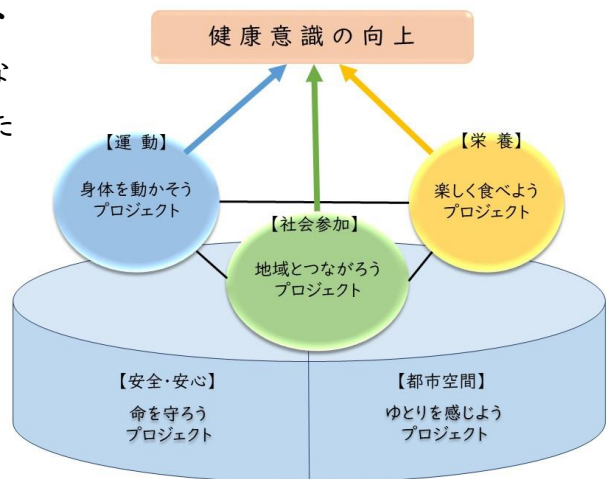 健康意識の向上
な
た
【運 動】
身体を動かそう
プロジェクト
【栄 養】
楽しく食べよう
プロジェクト
【社会参加】
地域とつながろう
プロジェクト
【安全・安心】
命を守ろう
プロジェクト
【都市空間】
ゆとりを感じよう
プロジェクト